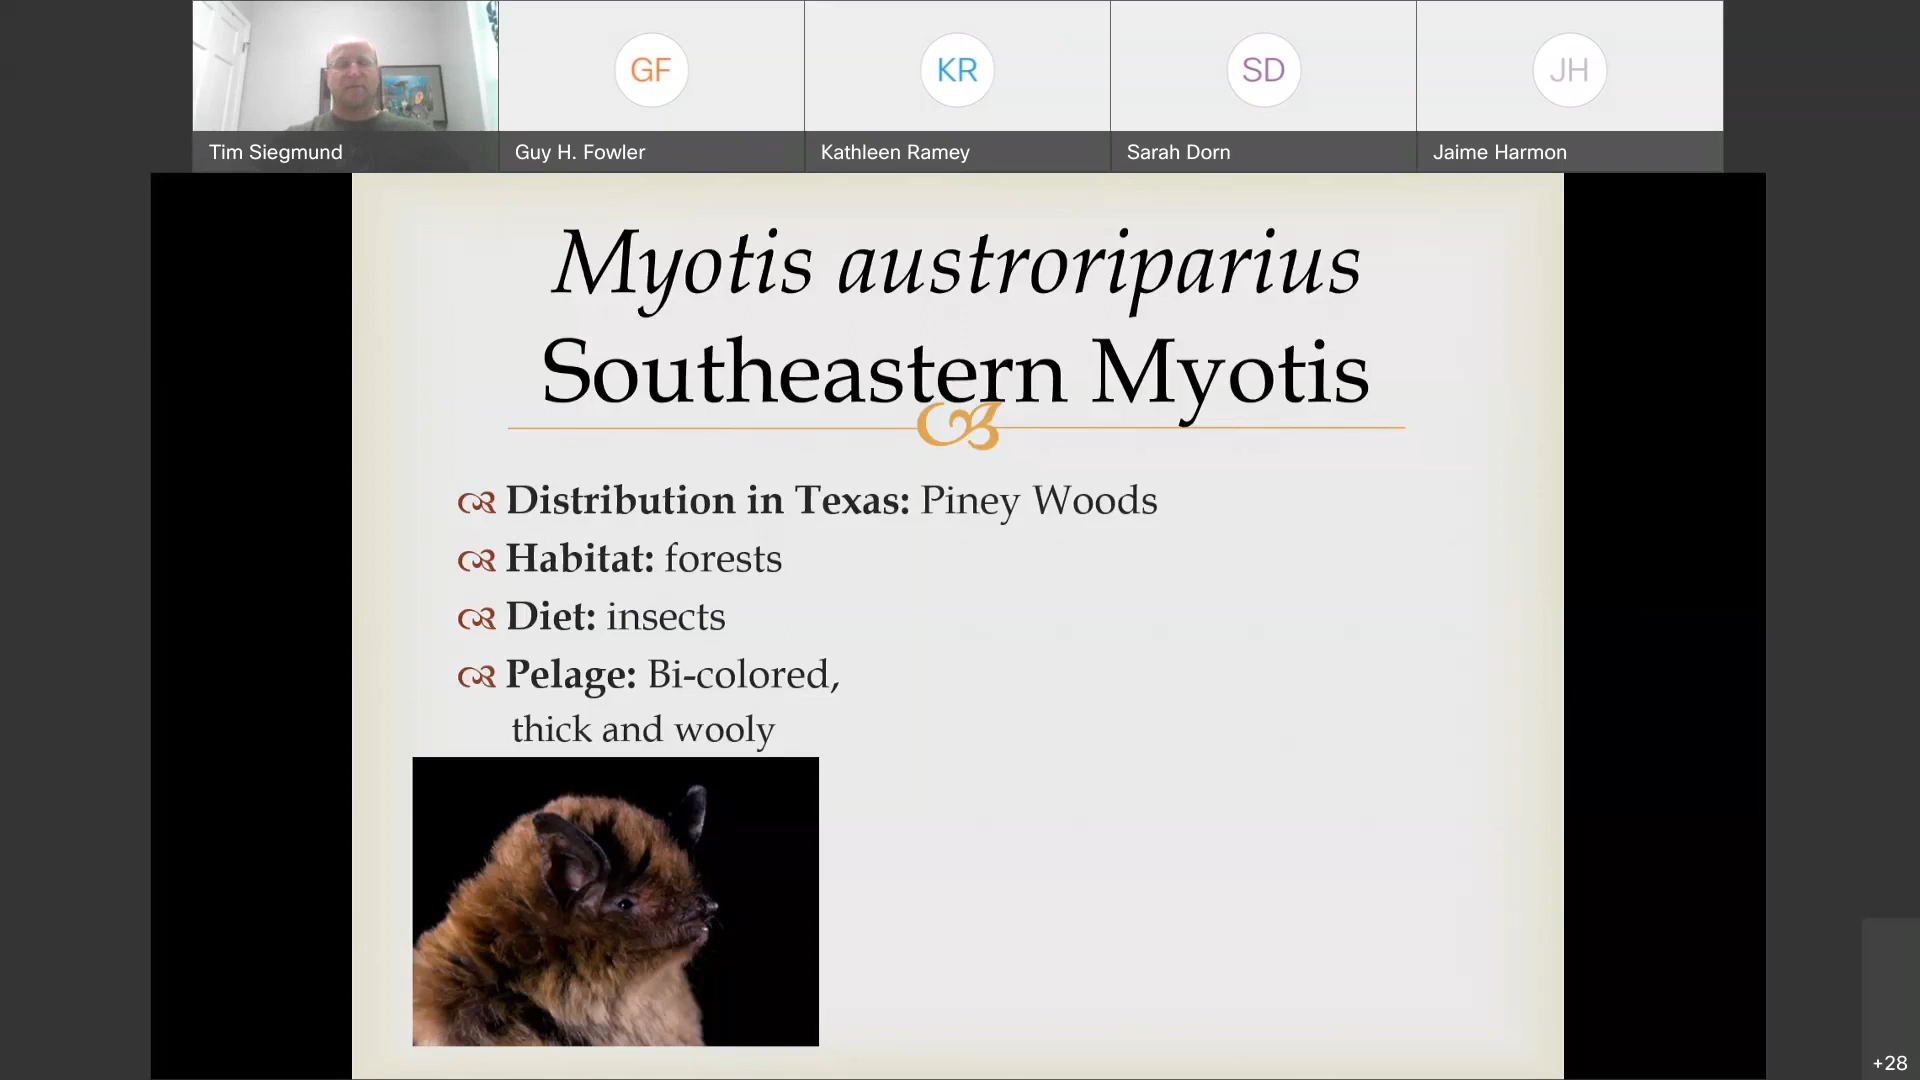 GF
KR
SD
JH
Tim Siegmund
Guy H. Fowler
Kathleen Ramey
Sarah Dorn
Jaime Harmon
Myotis austroriparius
Southeastern Myotis
Distribution in Texas: Piney Woods
Habitat: forests
Diet: insects
Pelage: Bi-colored,
thick and wooly
+28